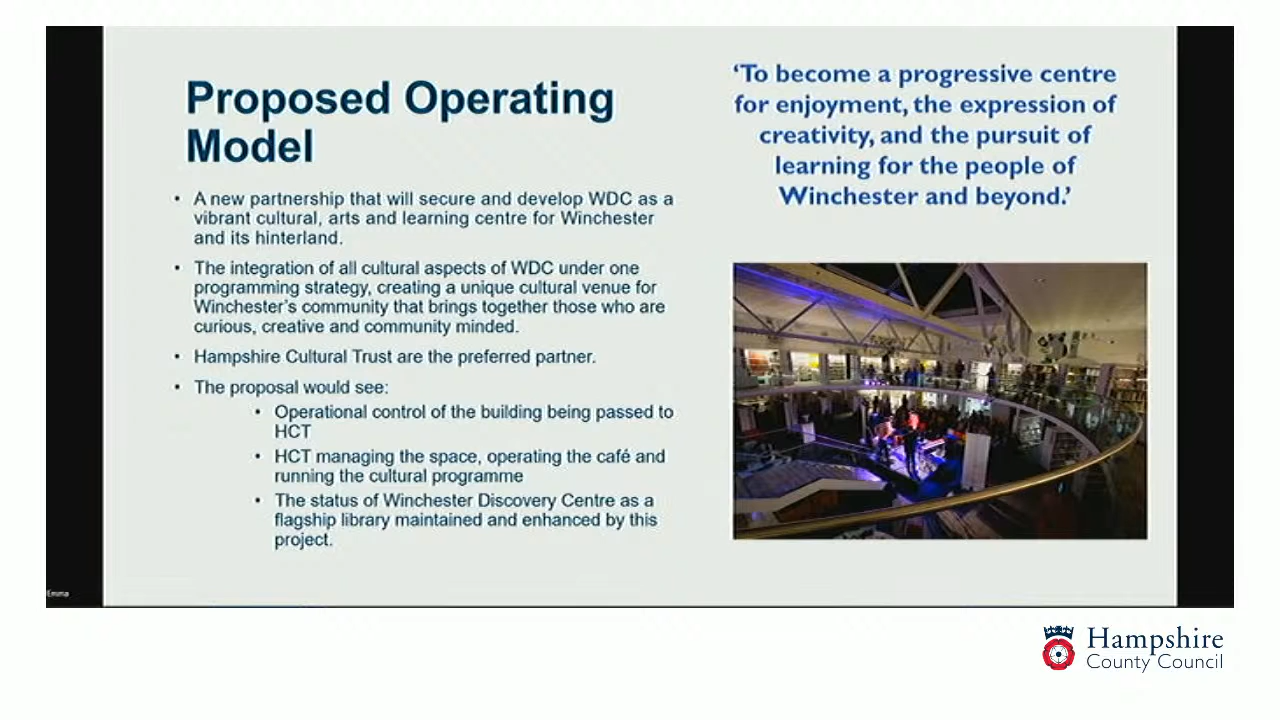 Proposed Operating
Model
• A new partnership that will secure and develop WDC as a
vibrant cultural, arts and learning centre for Winchester
and its hinterland.
• The integration of all cultural aspects of WDC under one
programming strategy, creating a unique cultural venue for
Winchester's community that brings together those who are
curious, creative and community minded.
• Hampshire Cultural Trust are the preferred partner.
• The proposal would see:
• Operational control of the building being passed to
HCT
• HCT managing the space, operating the café and
running the cultural programme
• The status of Winchester Discovery Centre as a
flagship library maintained and enhanced by this
project.
‘To become a progressive centre
for enjoyment, the expression of
creativity, and the pursuit of
learning for the people of
Winchester and beyond.’
Emma
Hampshire
County Council